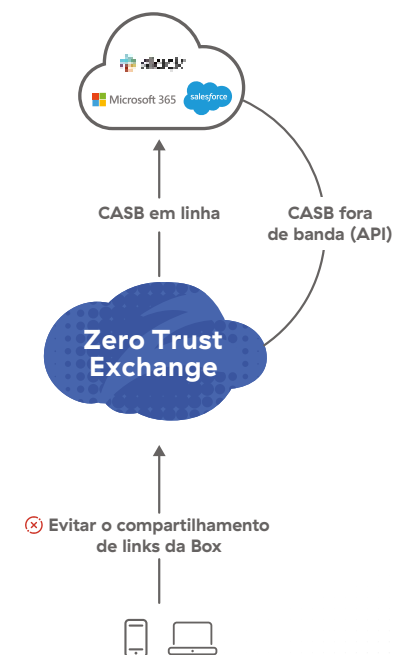 slack
Microsoft 365
salesforce
CASB em linha
CASB fora
de banda (API)
Zero Trust
Exchange
Evitar o compartilhamento
de links da Box